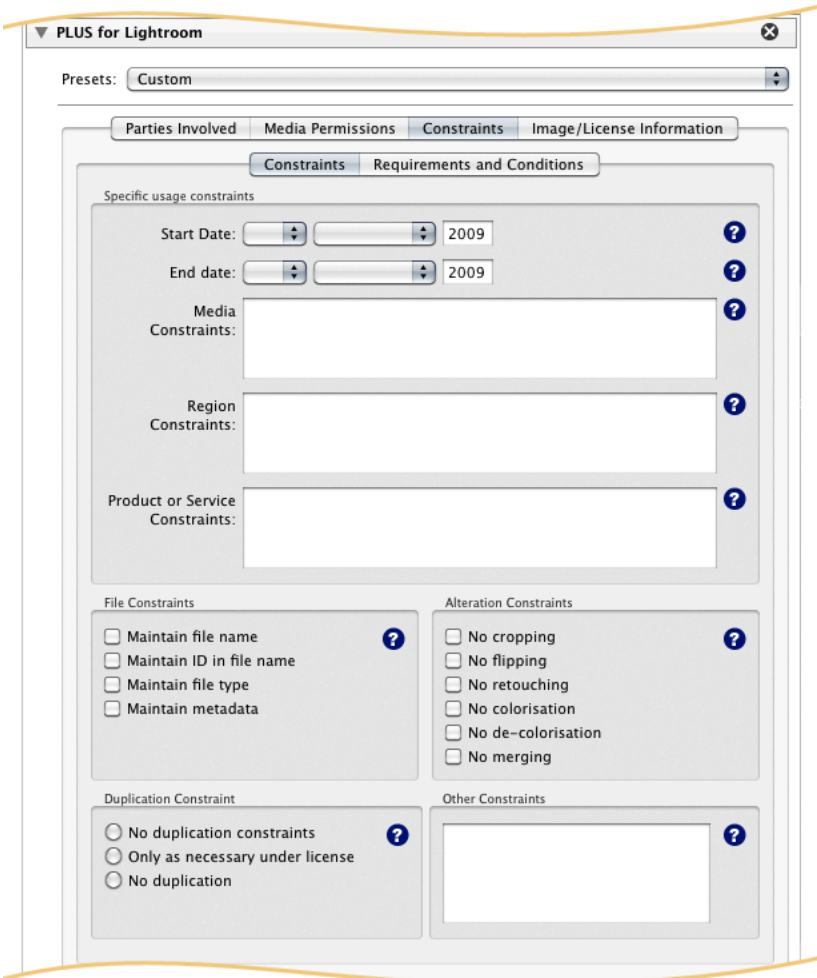 PLUS for Lightroom
Presets: Custom
Parties Involved Media Permissions Constraints Image/License Information
Constraints Requirements and Conditions
Specific usage constraints
Start Date: 2009 ?
End date: 2009 ?
Media ?
Constraints:
Region ?
Constraints:
Product or Service ?
Constraints:
File Constraints
Maintain file name ?
Maintain ID in file name
Maintain file type
Maintain metadata
Alteration Constraints
No cropping ?
No flipping
No retouching
No colorisation
No de-colorisation
No merging
Duplication Constraint
No duplication constraints ?
Only as necessary under license
No duplication
Other Constraints
?